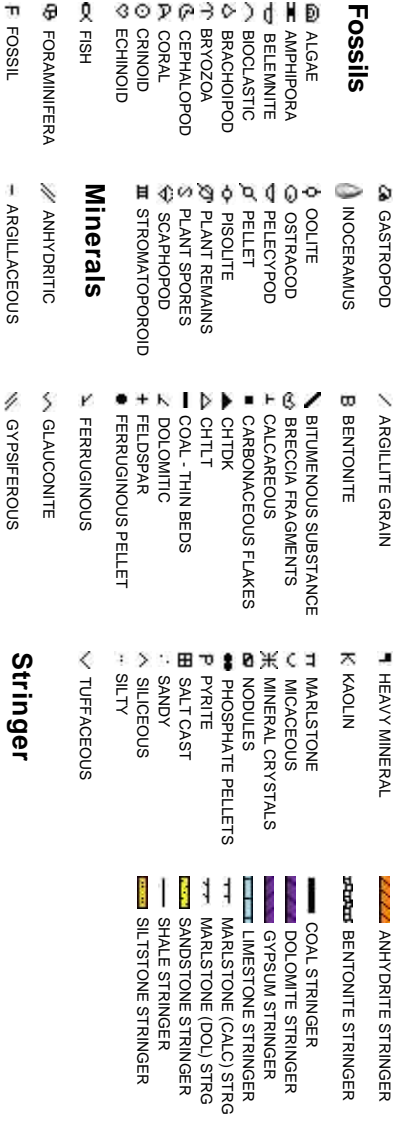 Fossils
ALGAE
AMPHIPORA
BELEMNITE
BIOCLASTIC
BRACHIOPOD
BRYOZOA
CEPHALOPOD
CORAL
CRINOID
ECHINOID
FISH
FORAMINIFERA
F FOSSIL
GASTROPOD
INOCERAMUS
OOLITE
OSTRACOD
PELECYPOD
PELLET
PISOLITE
PLANT REMAINS
PLANT SPORES
SCAPHOPOD
STROMATOPOROID
Minerals
ANHYDRITIC
ARGILLACEOUS
ARGILLITE GRAIN
B BENTONITE
BITUMENOUS SUBSTANCE
BRECCIA FRAGMENTS
CALCAREOUS
CARBONACEOUS FLAKES
CHTDK
CHTLT
COAL - THIN BEDS
DOLOMITIC
FELDSPAR
FERRUGINOUS PELLET
FERRUGINOUS
GLAUCONITE
GYPSIFEROUS
HEAVY MINERAL
K KAOLIN
MARLSTONE
MICACEOUS
MINERAL CRYSTALS
NODULES
PHOSPHATE PELLETS
P PYRITE
SALT CAST
SANDY
SILICEOUS
SILTY
TUFFACEOUS
Stringer
ANHYDRITE STRINGER
BENTONITE STRINGER
COAL STRINGER
DOLOMITE STRINGER
GYPSUM STRINGER
LIMESTONE STRINGER
MARLSTONE (CALC) STRG
MARLSTONE (DOL) STRG
SANDSTONE STRINGER
SHALE STRINGER
SILTSTONE STRINGER